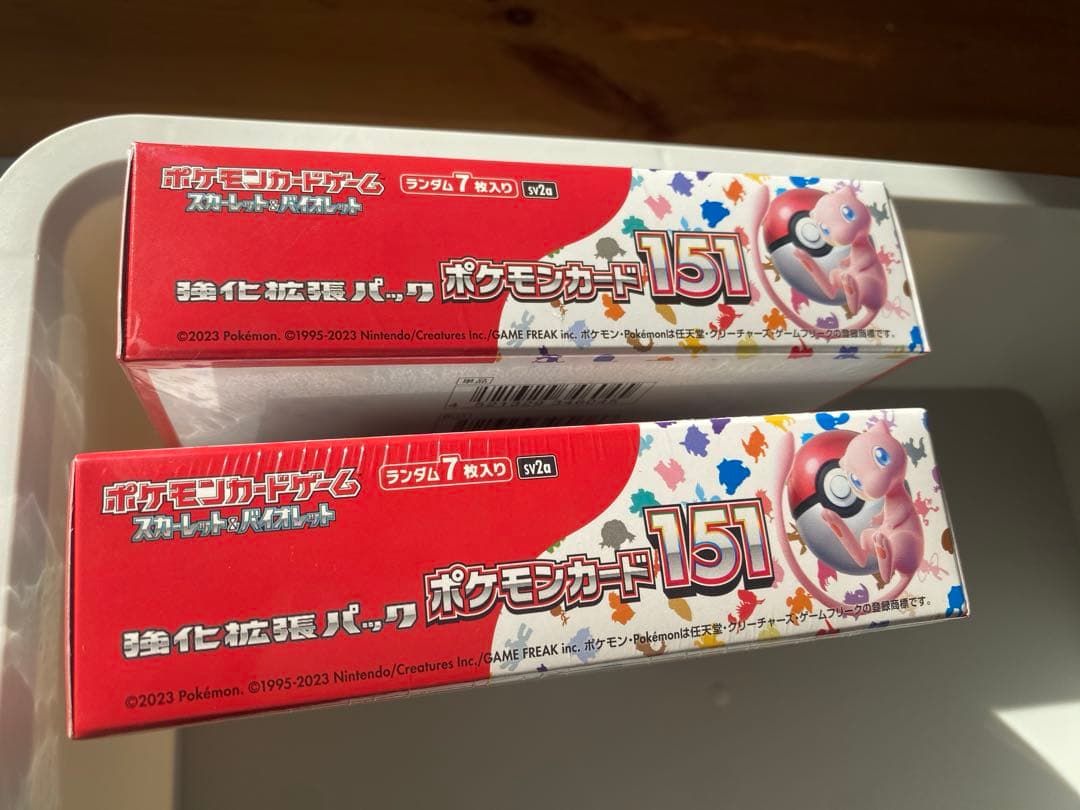 ポケモンカードゲーム
スカーレット&バイオレット
ランダム7枚入り sv2a
強化拡張パック ポケモンカード151
©2023 Pokémon. ©1995-2023 Nintendo/Creatures Inc./GAME FREAK inc. ポケモン・Pokémonは任天堂・クリーチャーズ・ゲームフリークの登録商標です。
単品
ポケモンカードゲーム
スカーレット&バイオレット
ランダム7枚入り sv2a
強化拡張パック ポケモンカード151
©2023 Pokémon. ©1995-2023 Nintendo/Creatures Inc./GAME FREAK inc. ポケモン・Pokémonは任天堂・クリーチャーズ・ゲームフリークの登録商標です。